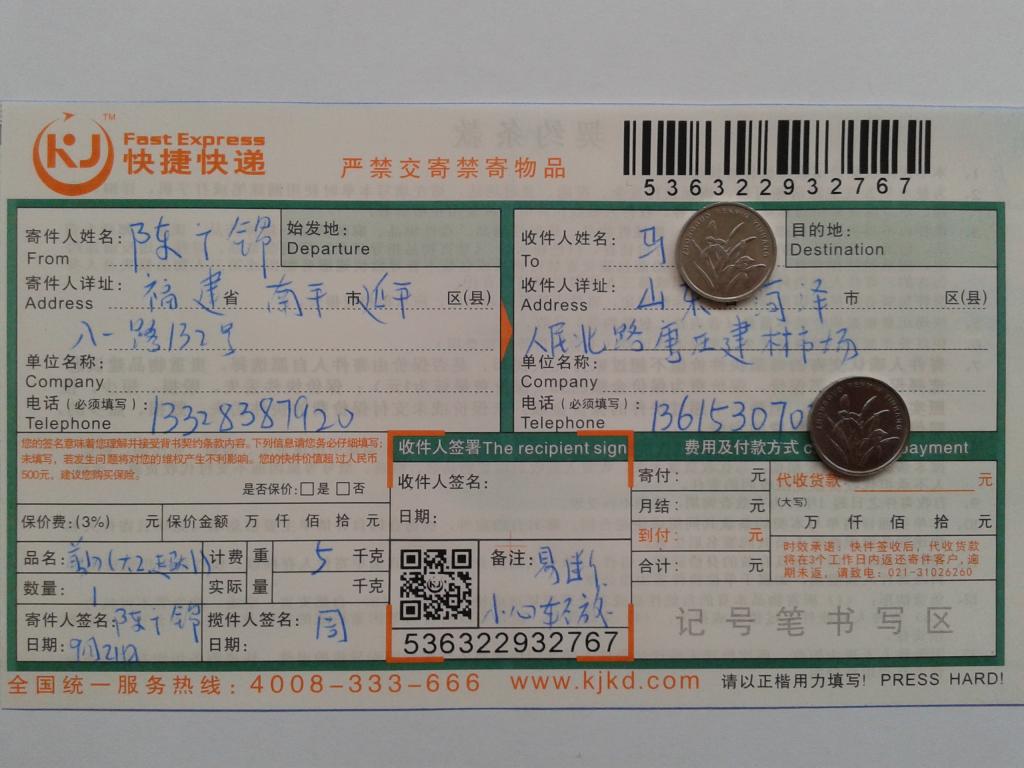 KJ™
Fast Express
快捷快递
严禁交寄禁寄物品
536322932767
寄件人姓名: 陈丁锦
From
始发地:
Departure
寄件人详址: 福建省 南平市 延平 区(县)
Address
八一路132号
单位名称:
Company
电话 (必须填写): 13328387920
Telephone
收件人姓名: 马
To
目的地:
Destination
收件人详址: 山东 菏泽 市 区(县)
Address
人民北路唐庄建材市场
单位名称:
Company
电话 (必须填写): 136153070
Telephone
您的签名意味着您理解并接受背书契约的条款内容。下列信息请您务必仔细填写;
未填写,若发生问题将对您的维权产生不利影响。您的快件价值超过人民币
500元,建议您购买保险。
是否保价:□是 □否
保价费:(3%) 元 保价金额 万 仟 佰 拾 元
品名:
计费重 5 千克
数量: 1
实际量 千克
寄件人签名: 陈丁锦
日期: 9月21日
揽件人签名: 周
日期:
收件人签署The recipient sign
收件人签名:
日期:
备注: 易断
小心轻放
536322932767
费用及付款方式 c ayment
寄付: 元
月结: 元
到付: 元
合计: 元
代收货款: 元
(大写)
万 仟 佰 拾 元
时效承诺:快件签收后,代收货款
将在3个工作日内返还寄件客户,逾
期未返,请致电:021-31026260
记号笔书写区
全国统一服务热线:4008-333-666 www.kjkd.com 请以正楷用力填写! PRESS HARD!